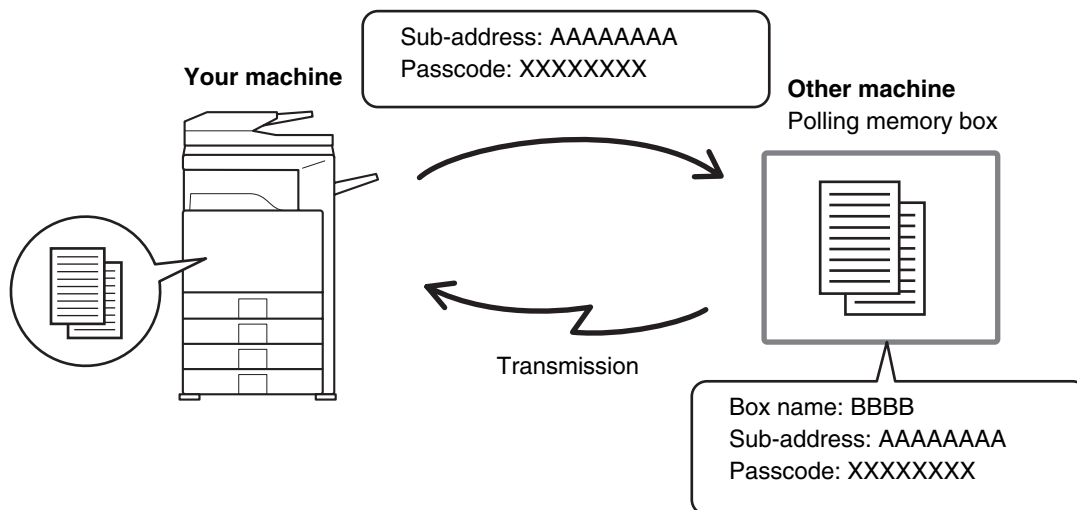 Sub-address: AAAAAAAA
Passcode: XXXXXXXX
Your machine
Other machine
Polling memory box
Transmission
Box name: BBBB
Sub-address: AAAAAAAA
Passcode: XXXXXXXX